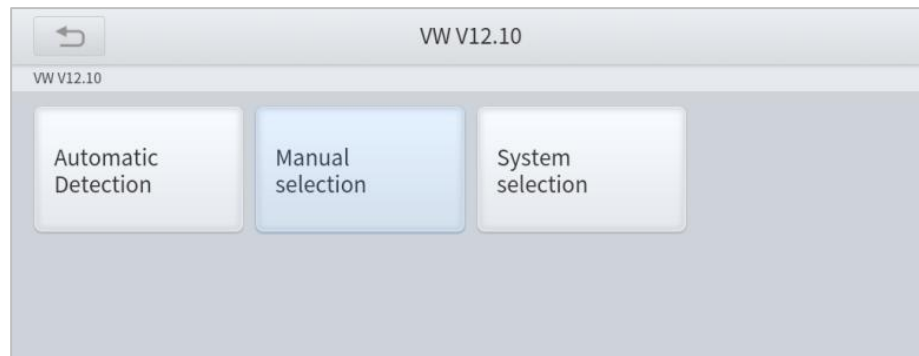 VW V12.10
VW V12.10
Automatic
Detection
Manual
selection
System
selection